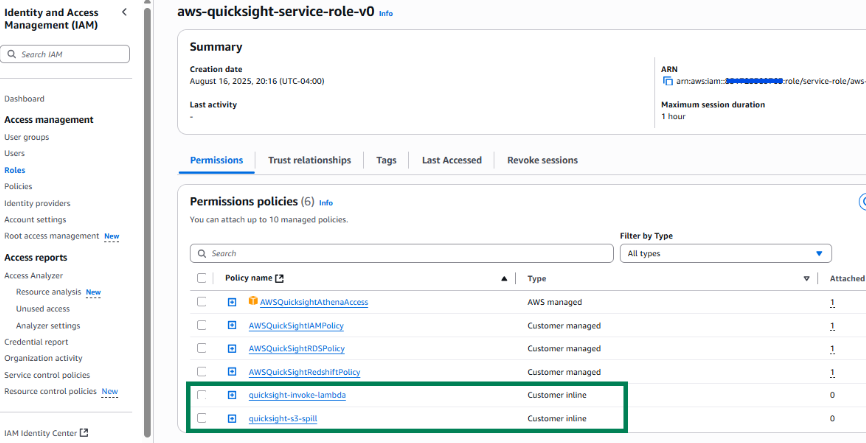 Identity and Access
Management (IAM)
Search IAM
Dashboard
Access management
User groups
Users
Roles
Policies
Identity providers
Account settings
Root access management New
Access reports
Access Analyzer
Resource analysis New
Unused access
Analyzer settings
Credential report
Organization activity
Service control policies
Resource control policies New
IAM Identity Center
aws-quicksight-service-role-v0 Info
Summary
Creation date
August 16, 2025, 20:16 (UTC-04:00)
Last activity
-
ARN
arn:aws:iam:: :role/service-role/aws-
Maximum session duration
1 hour
Permissions Trust relationships Tags Last Accessed Revoke sessions
Permissions policies (6) Info
You can attach up to 10 managed policies.
Filter by Type
Search All types
Policy name Type Attached
AWSQuicksightAthenaAccess AWS managed 1
AWSQuickSightIAMPolicy Customer managed 1
AWSQuickSightRDSPolicy Customer managed 1
AWSQuickSightRedshiftPolicy Customer managed 1
quicksight-invoke-lambda Customer inline 0
quicksight-s3-spill Customer inline 0